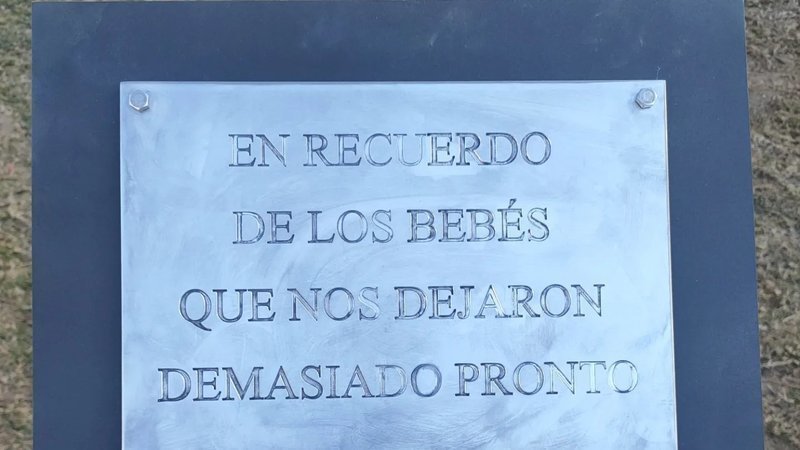 EN RECUERDO
DE LOS BEBÉS
QUE NOS DEJARON
DEMASIADO PRONTO